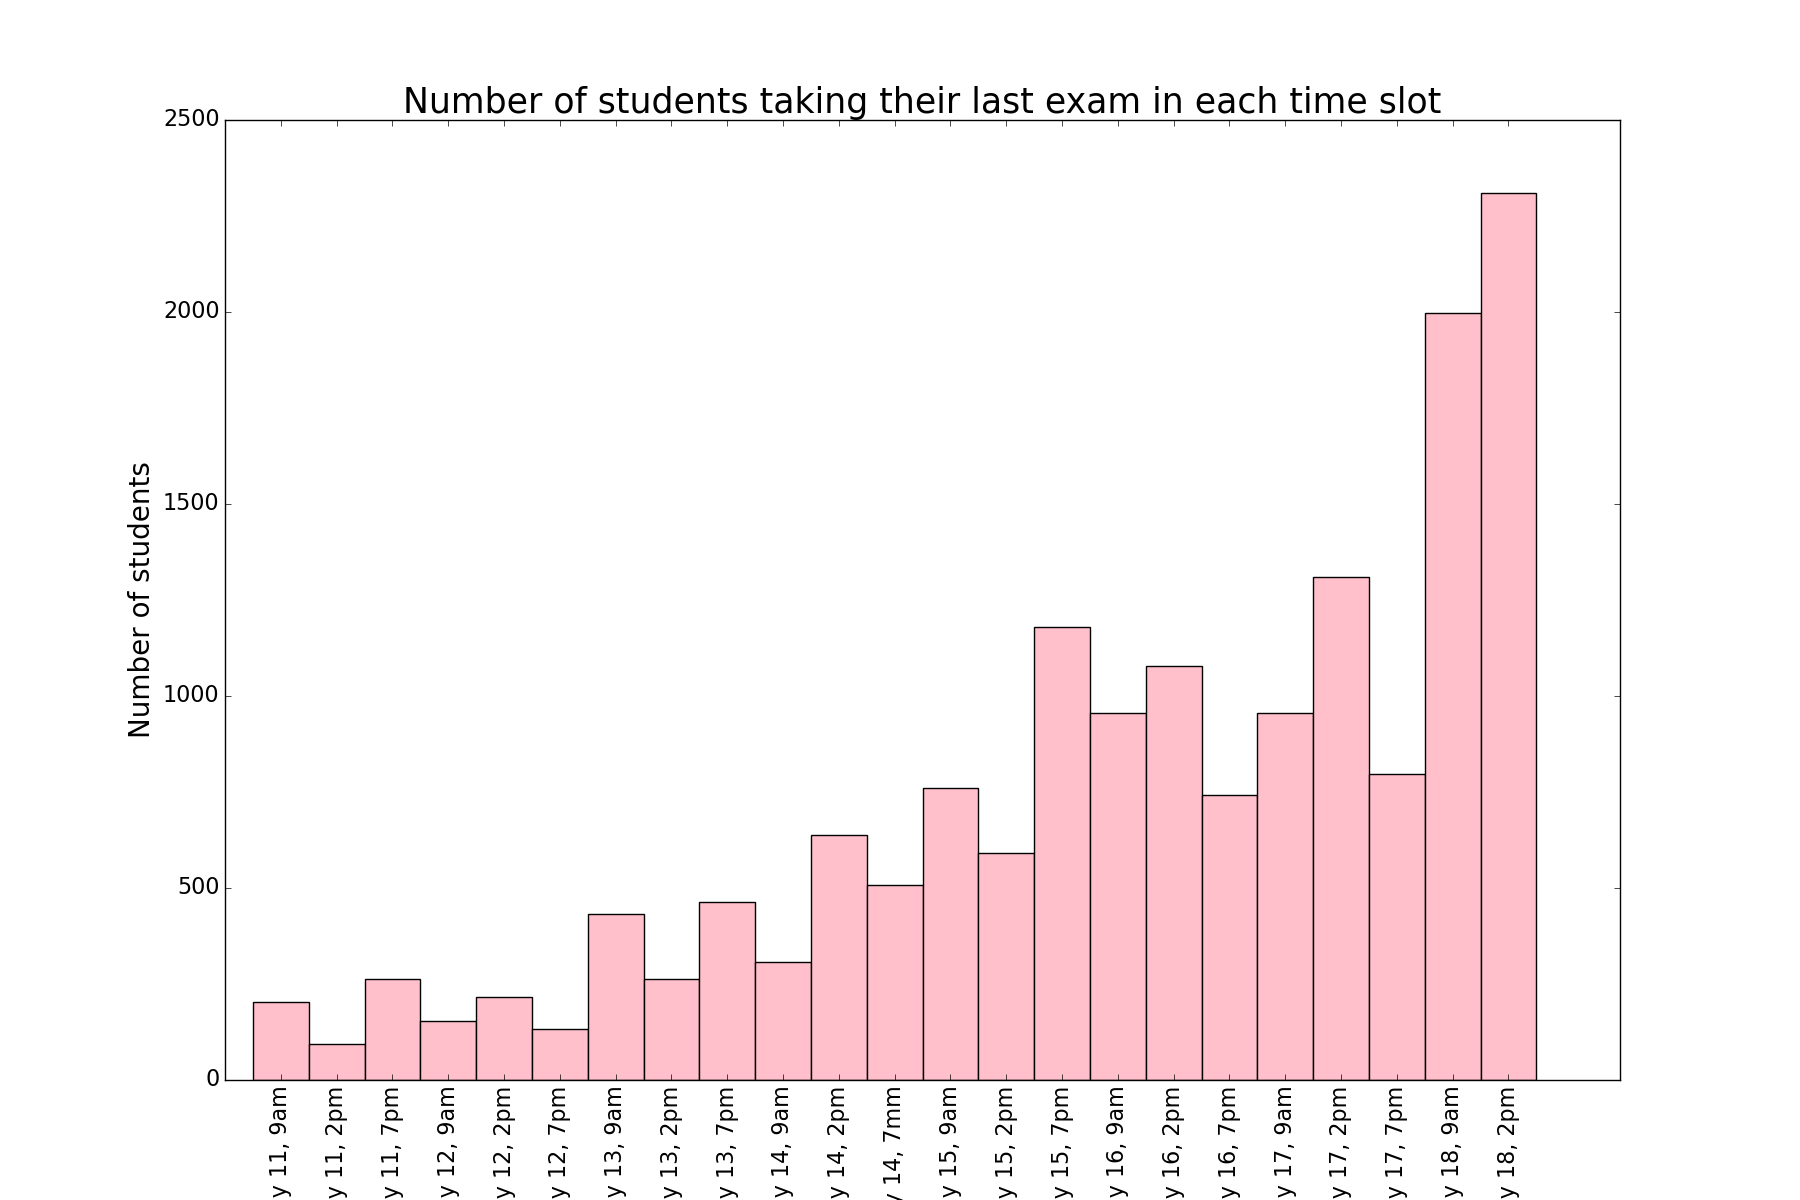 Number of students taking their last exam in each time slot
Number of students
2500
2000
1500
1000
500
0
y 11, 9am
y 11, 2pm
y 11, 7pm
y 12, 9am
y 12, 2pm
y 12, 7pm
y 13, 9am
y 13, 2pm
y 13, 7pm
y 14, 9am
y 14, 2pm
y 14, 7mm
y 15, 9am
y 15, 2pm
y 15, 7pm
y 16, 9am
y 16, 2pm
y 16, 7pm
y 17, 9am
y 17, 2pm
y 17, 7pm
y 18, 9am
y 18, 2pm